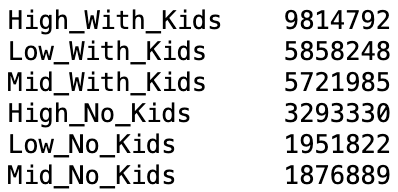 High_With_Kids 9814792
Low_With_Kids 5858248
Mid_With_Kids 5721985
High_No_Kids 3293330
Low_No_Kids 1951822
Mid_No_Kids 1876889